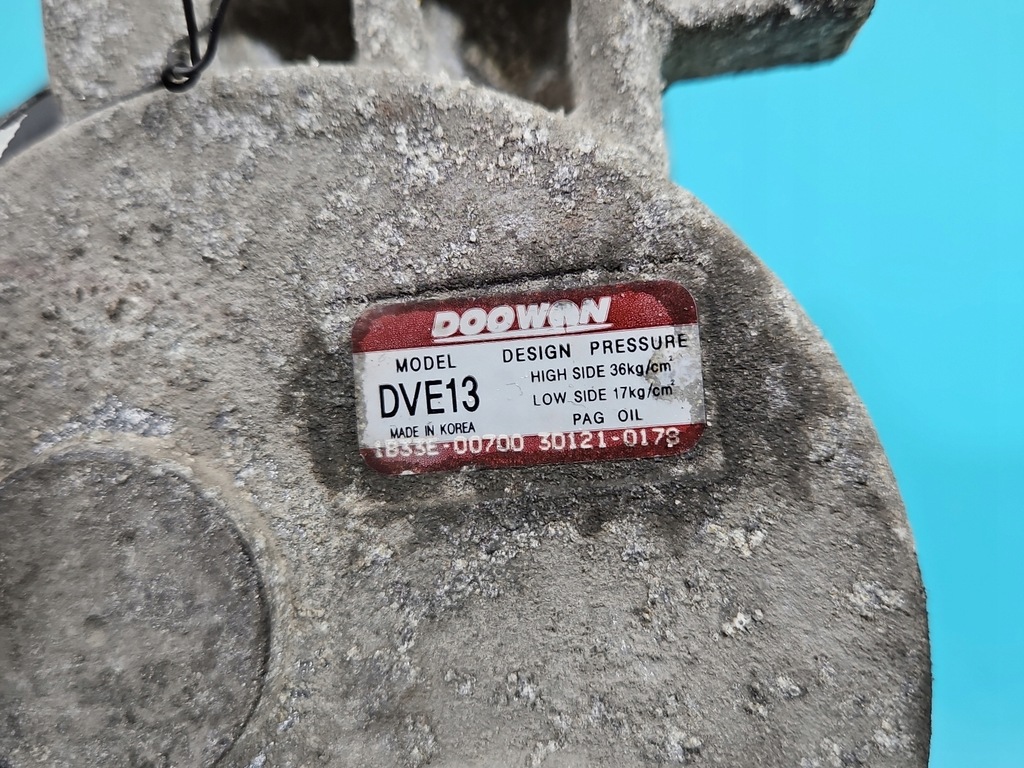 DOOWON
MODEL
DVE13
MADE IN KOREA
DESIGN PRESSURE
HIGH SIDE 36kg/cm²
LOW SIDE 17kg/cm²
PAG OIL
1B33E-00700 30121-0178